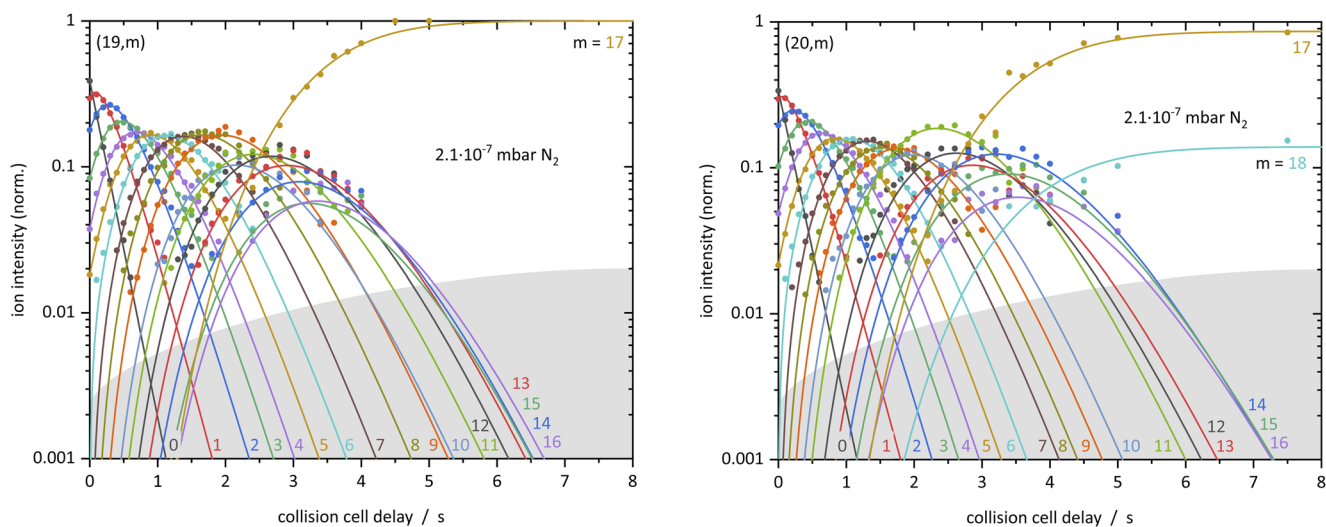 (19,m)
m = 17
2.1·10⁻⁷ mbar N₂
ion intensity (norm.)
1
0.1
0.01
0.001
13
15
14
12
16
0 1 2 3 4 5 6 7 8 9 10 11
0 1 2 3 4 5 6 7 8
collision cell delay / s
(20,m)
17
2.1·10⁻⁷ mbar N₂
m = 18
ion intensity (norm.)
1
0.1
0.01
0.001
14
15
12
16
0 1 2 3 4 5 6 7 8 9 10 11 13
0 1 2 3 4 5 6 7 8
collision cell delay / s